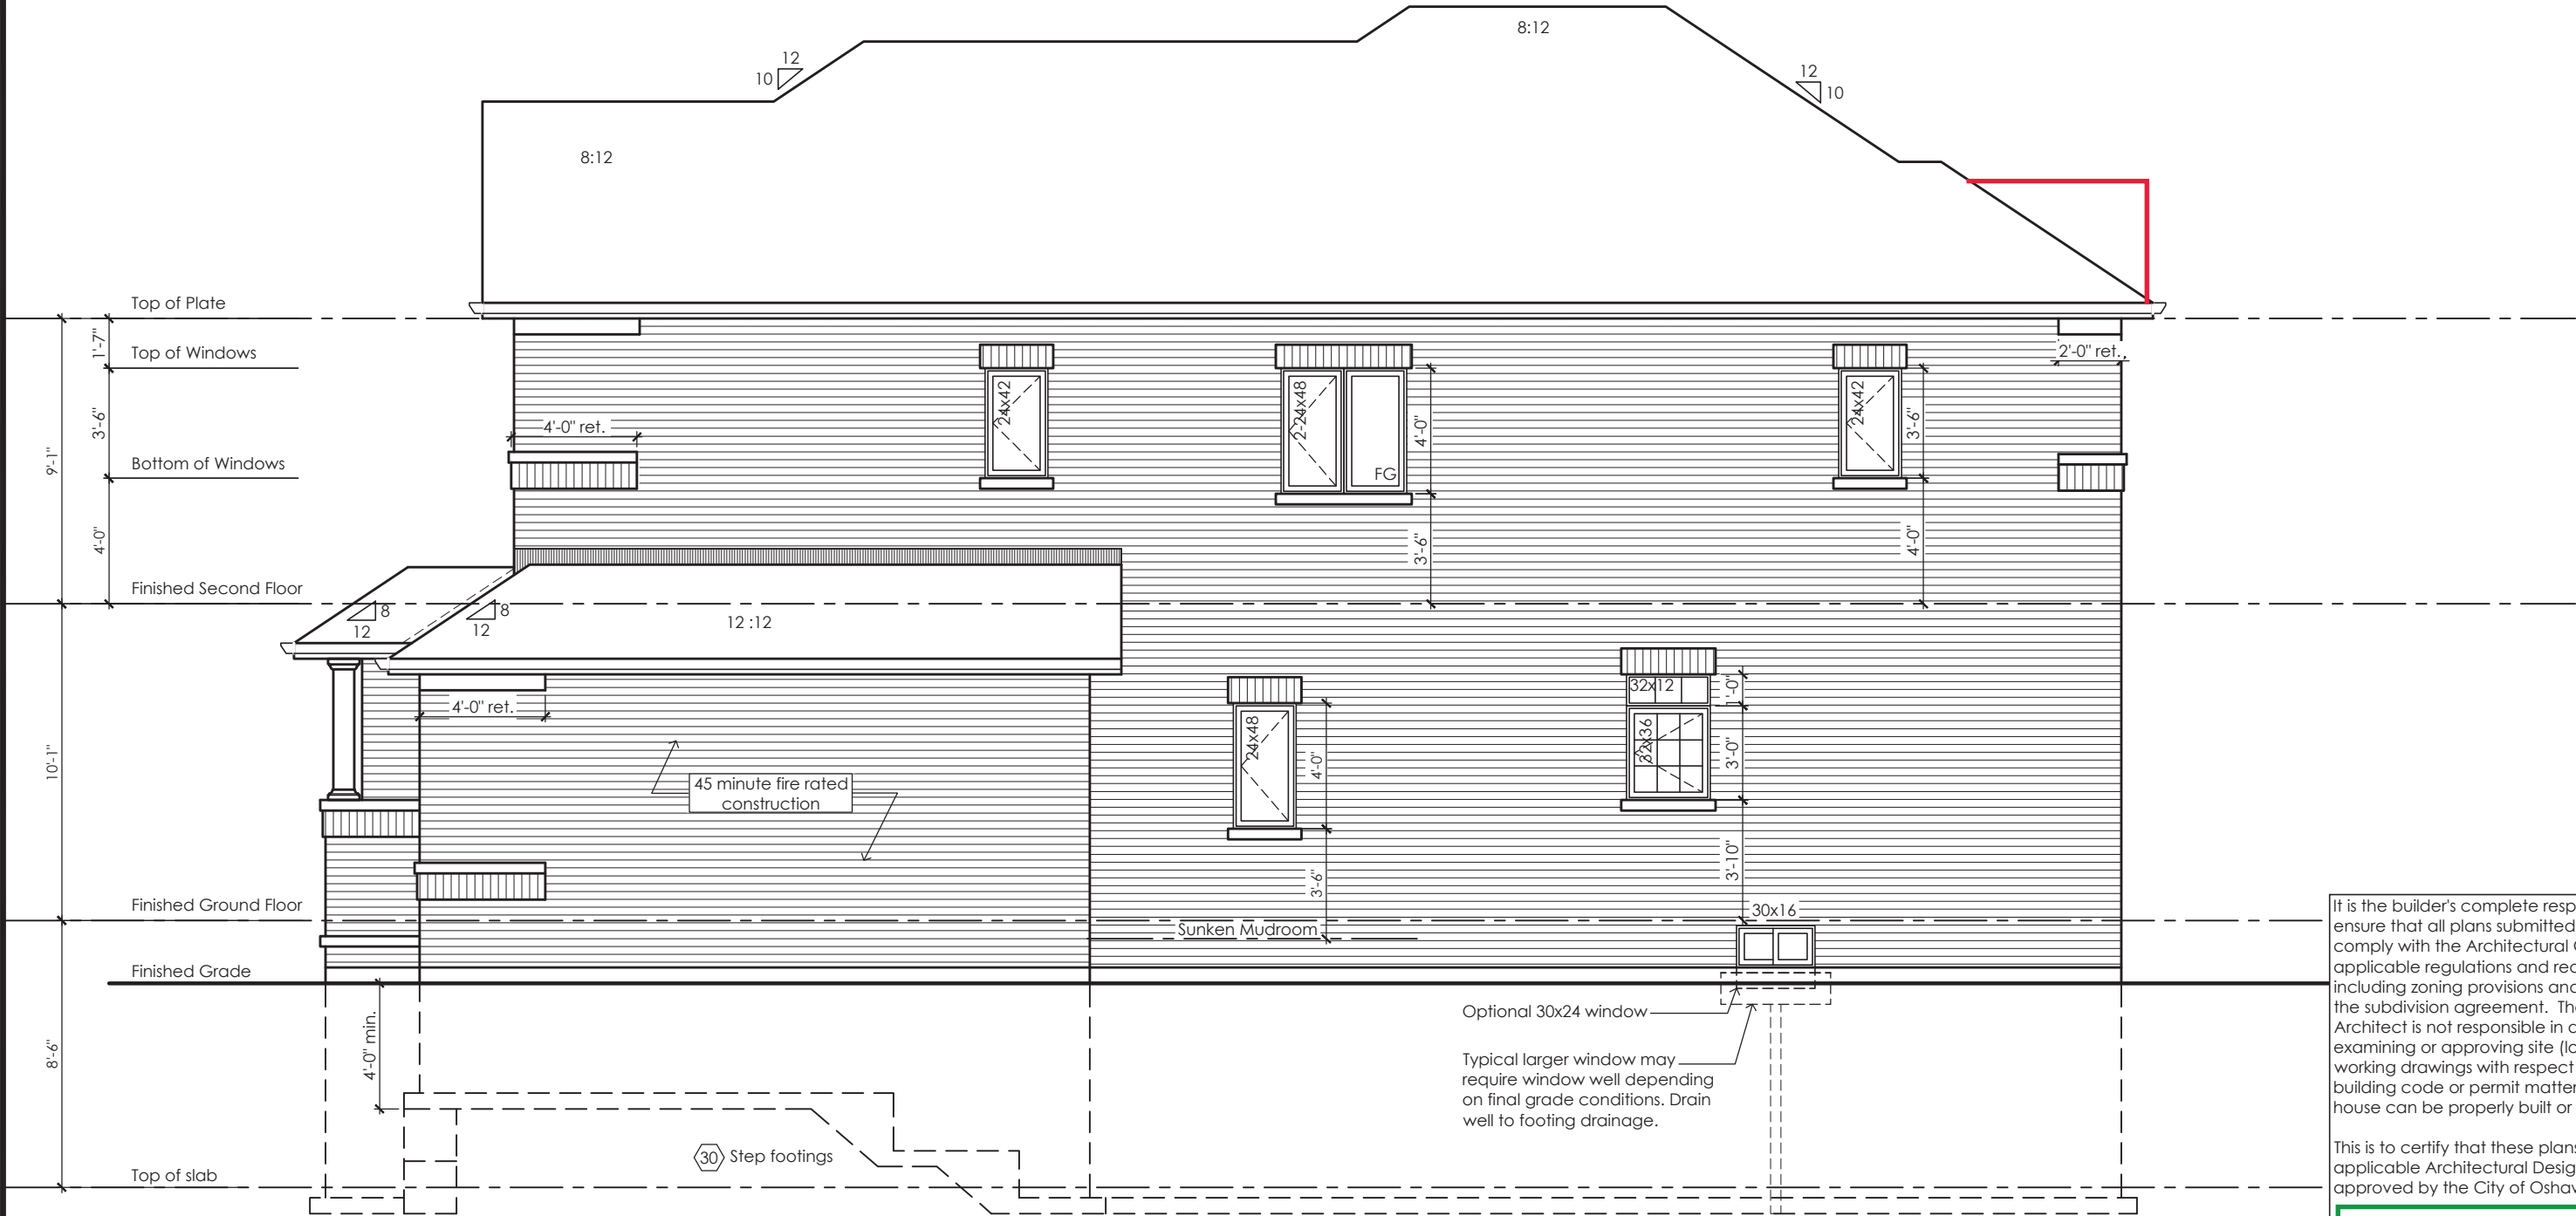 8:12
12
10
12
10
8:12
Top of Plate
1'-7"
Top of Windows
2'-0" ret.
24x42
2-24x48
24x42
3'-6"
4'-0" ret.
4'-0"
3'-6"
9'-1"
Bottom of Windows
FG
4'-0"
3'-6"
4'-0"
Finished Second Floor
8
12
8
12
12 :12
32x12
1'-0"
4'-0" ret.
24x48
32x36
3'-0"
4'-0"
10'-1"
45 minute fire rated
construction
3'-10"
3'-6"
Finished Ground Floor
30x16
Sunken Mudroom
Finished Grade
Optional 30x24 window
4'-0" min.
8'-6"
Typical larger window may
require window well depending
on final grade conditions. Drain
well to footing drainage.
30 Step footings
Top of slab
It is the builder's complete resp
ensure that all plans submitted
comply with the Architectural
applicable regulations and
including zoning provisions
the subdivision agreement.
Architect is not responsible in
examining or approving site
working drawings with respect
building code or permit matter
house can be properly built or
This is to certify that these plans
applicable Architectural
approved by the City of